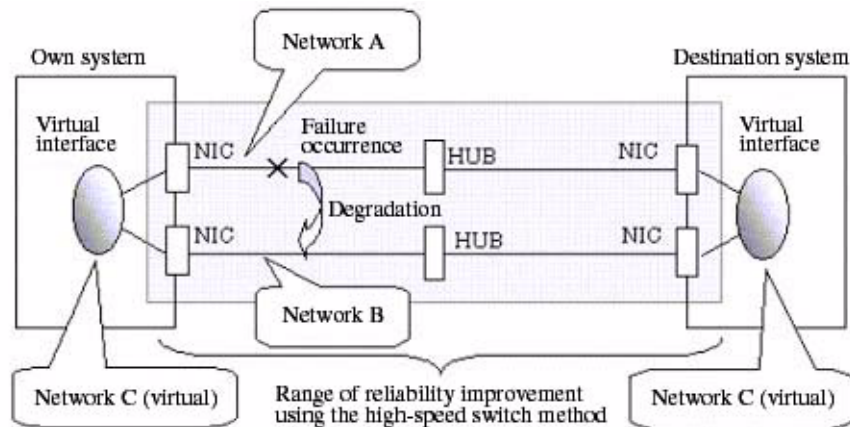 Network A
Own system
Destination system
Virtual
interface
NIC
Failure
occurrence
HUB
NIC
Virtual
interface
Degradation
NIC
HUB
NIC
Network B
Network C (virtual)
Range of reliability improvement
using the high-speed switch method
Network C (virtual)